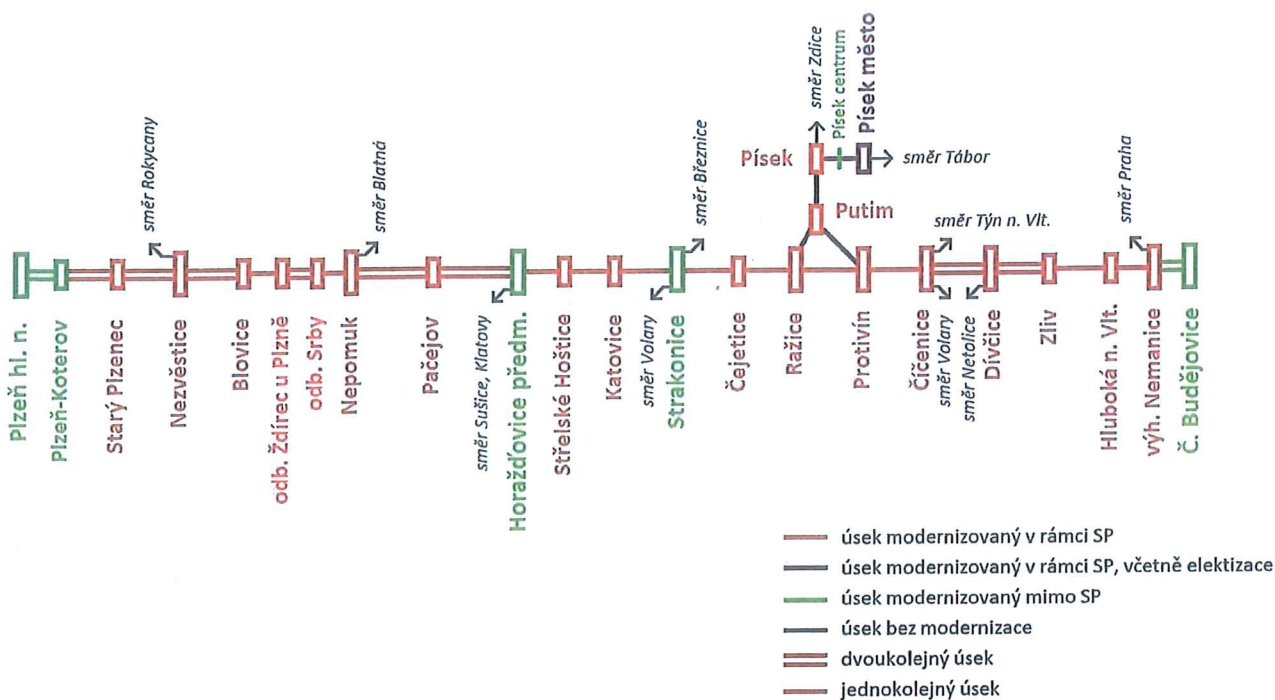 směr Zdice
Písek centrum
Písek město
Písek
směr Tábor
Putim
směr Rokycany
směr Blatná
směr Březnice
směr Týn n. Vlt.
směr Praha
Plzeň hl. n.
Plzeň-Koterov
Starý Plzenec
Nezvěstice
Blovice
odb. Ždírec u Plzně
odb. Srby
Nepomuk
Pačejov
směr Sušice, Klatovy
Horažďovice předm.
Střelské Hoštice
Katovice
směr Volary
Strakonice
Čejetice
Ražice
Protivín
Číčenice
směr Volary
směr Netolice
Dívčice
Zliv
Hluboká n. Vlt.
výh. Nemanice
Č. Budějovice
úsek modernizovaný v rámci SP
úsek modernizovaný v rámci SP, včetně elektizace
úsek modernizovaný mimo SP
úsek bez modernizace
dvoukolejný úsek
jednokolejný úsek